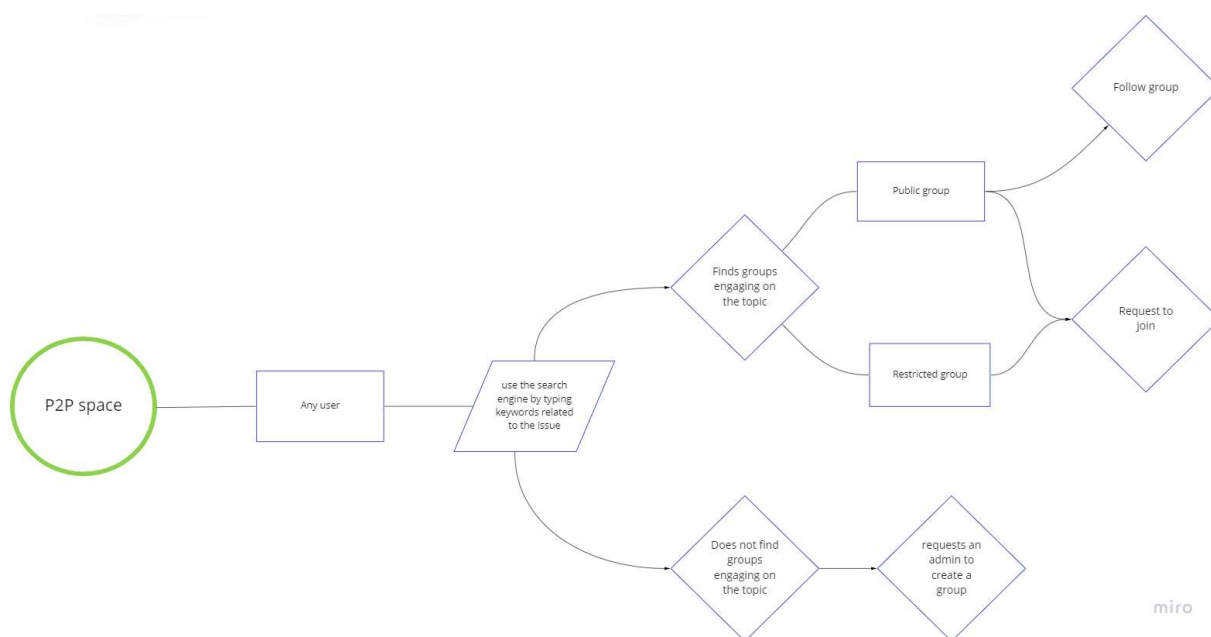 P2P space
Any user
use the search
engine by typing
keywords related
to the issue
Finds groups
engaging on
the topic
Public group
Restricted group
Follow group
Request to
join
Does not find
groups
engaging on
the topic
requests an
admin to
create a
group
miro